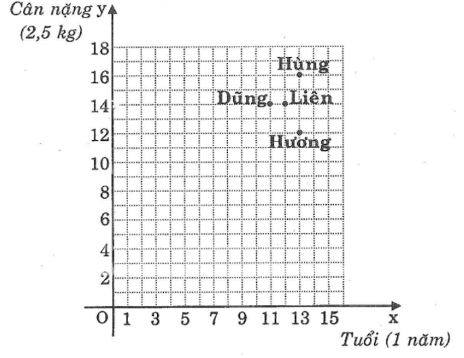 Cân nặng y
(2,5 kg)
18
Hùng
16
Dũng Liên
14
12
Hương
10
8
6
4
2
O 1 3 5 7 9 11 13 15 x
Tuổi (1 năm)